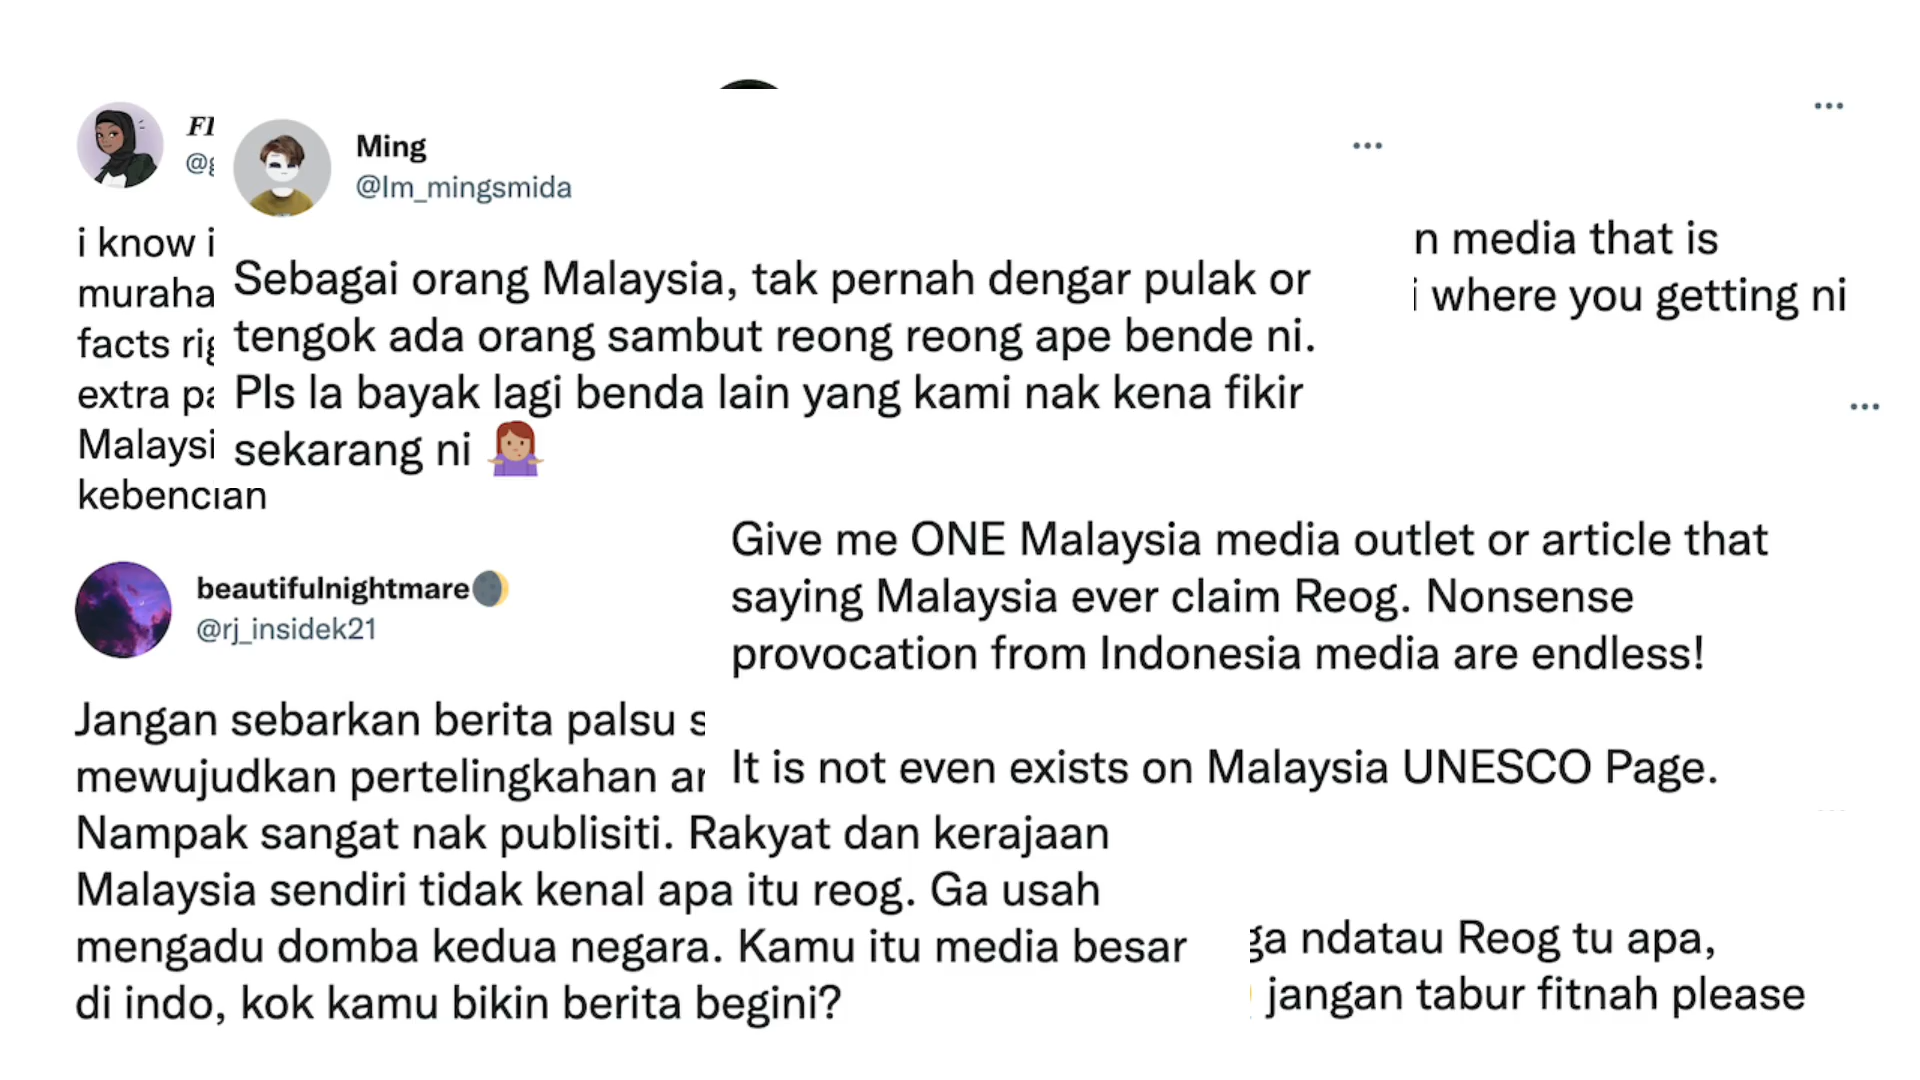 Fl
@g
i know i
muraha
facts rig
extra pa
Malaysi
kebencian
Ming
@Im_mingsmida
Sebagai orang Malaysia, tak pernah dengar pulak or
tengok ada orang sambut reong reong ape bende ni.
Pls la bayak lagi benda lain yang kami nak kena fikir
sekarang ni
n media that is
i where you getting ni
beautifulnightmare
@rj_insidek21
Jangan sebarkan berita palsu s
mewujudkan pertelingkahan ar
Nampak sangat nak publisiti. Rakyat dan kerajaan
Malaysia sendiri tidak kenal apa itu reog. Ga usah
mengadu domba kedua negara. Kamu itu media besar
di indo, kok kamu bikin berita begini?
Give me ONE Malaysia media outlet or article that
saying Malaysia ever claim Reog. Nonsense
provocation from Indonesia media are endless!
It is not even exists on Malaysia UNESCO Page.
ga ndatau Reog tu apa,
jangan tabur fitnah please